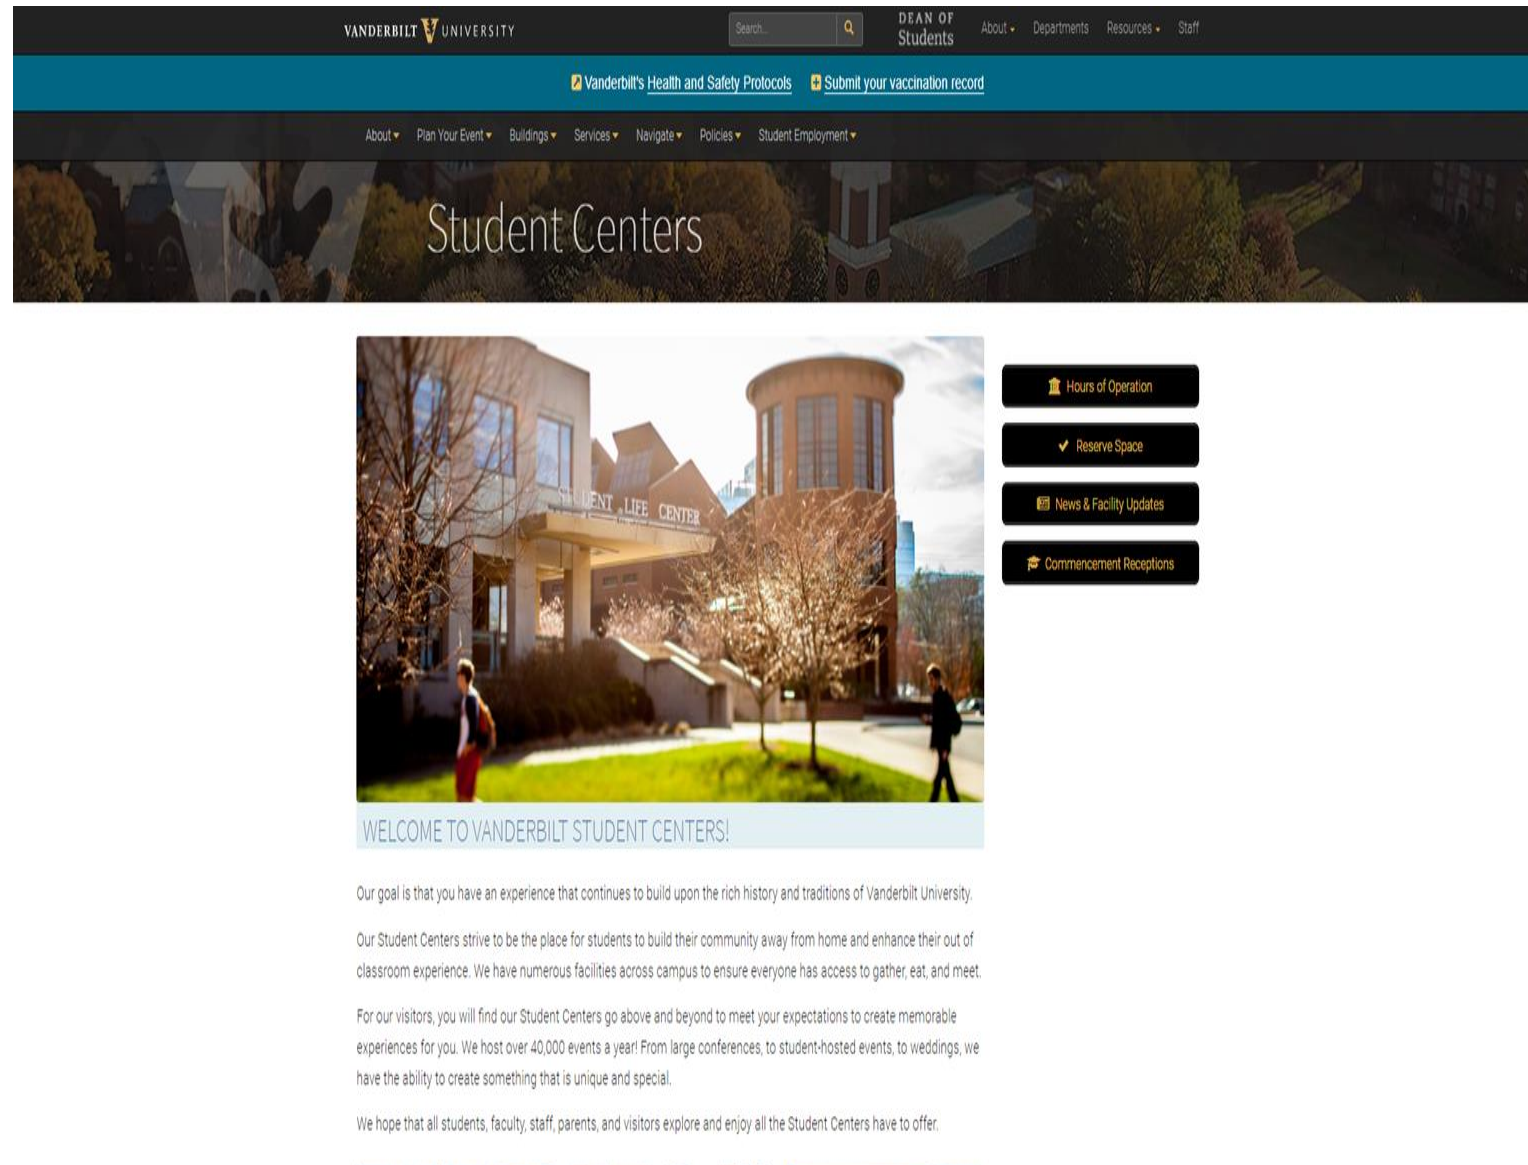 VANDERBILT V UNIVERSITY
Search...
DEAN OF
Students
About
Departments
Resources
Staff
Vanderbilt's Health and Safety Protocols
Submit your vaccination record
About
Plan Your Event
Buildings
Services
Navigate
Policies
Student Employment
Student Centers
STUDENT LIFE CENTER
Hours of Operation
Reserve Space
News & Facility Updates
Commencement Receptions
WELCOME TO VANDERBILT STUDENT CENTERS!
Our goal is that you have an experience that continues to build upon the rich history and traditions of Vanderbilt University.
Our Student Centers strive to be the place for students to build their community away from home and enhance their out of
classroom experience. We have numerous facilities across campus to ensure everyone has access to gather, eat, and meet.
For our visitors, you will find our Student Centers go above and beyond to meet your expectations to create memorable
experiences for you. We host over 40,000 events a year! From large conferences, to student-hosted events, to weddings, we
have the ability to create something that is unique and special.
We hope that all students, faculty, staff, parents, and visitors explore and enjoy all the Student Centers have to offer.